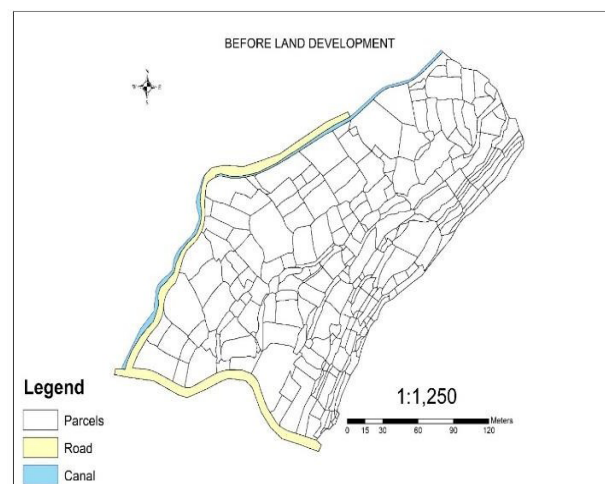 BEFORE LAND DEVELOPMENT
Legend
Parcels
Road
Canal
1:1,250
Meters
0 15 30 60 90 120